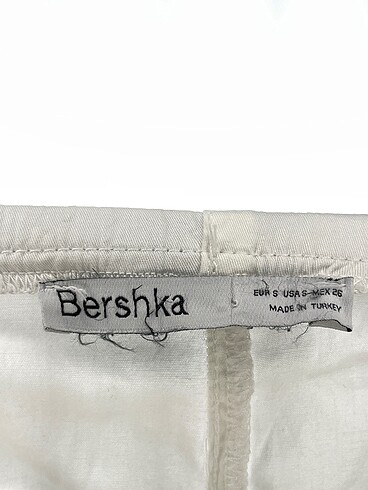 Bershka
EUR S USA S MEX 26
MADE IN TURKEY